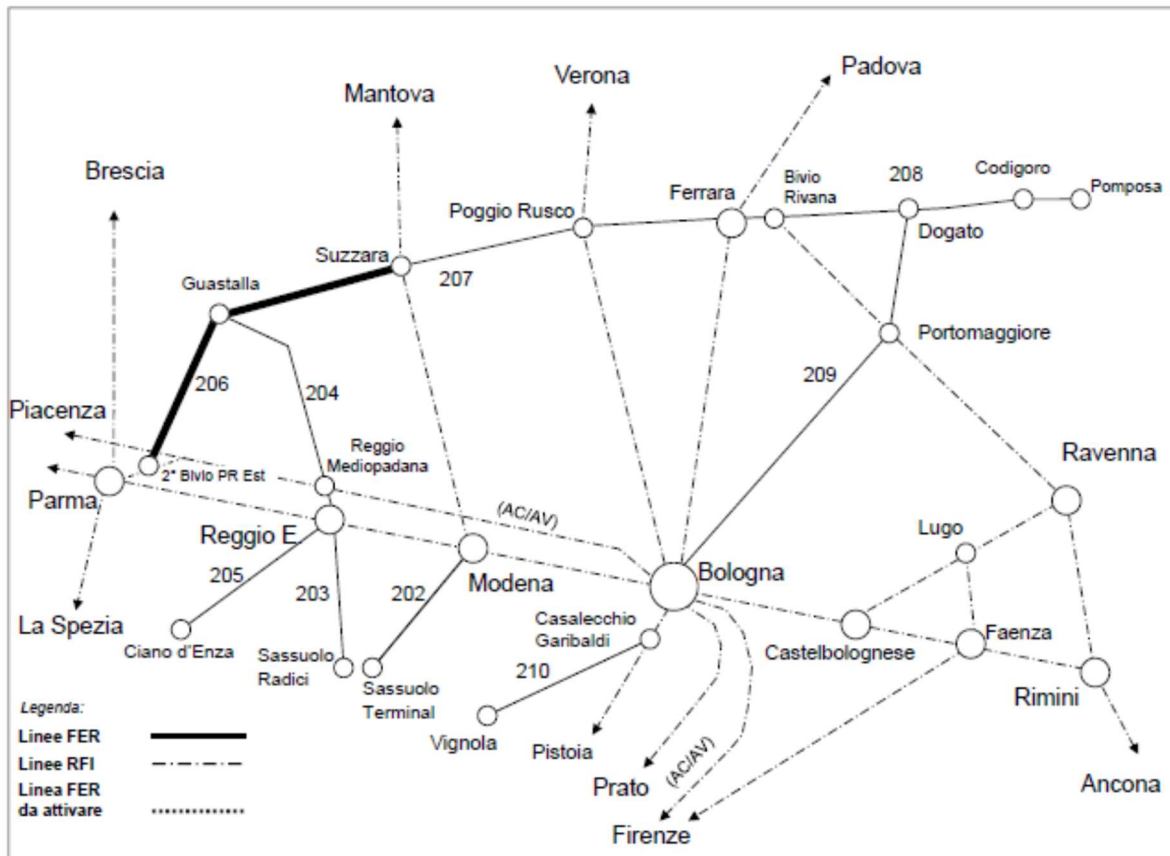 Padova
Verona
Mantova
Brescia
Codigoro
208
Bivio
Rivana
Ferrara
Pomposa
Poggio Rusco
Dogato
Suzzara
207
Guastalla
Portomaggiore
209
206
204
Piacenza
Reggio
Mediopadana
Ravenna
2° Bivio PR Est
Parma
(AC/AV)
Lugo
Reggio E.
Bologna
Modena
205
203
202
Casalecchio
Garibaldi
La Spezia
Ciano d'Enza
Faenza
Castelbolognese
Sassuolo
Radici
210
Sassuolo
Terminal
Rimini
Legenda:
Vignola
Linee FER
Pistoia
(AC/AV)
Linee RFI
Prato
Ancona
Linea FER
da attivare
Firenze